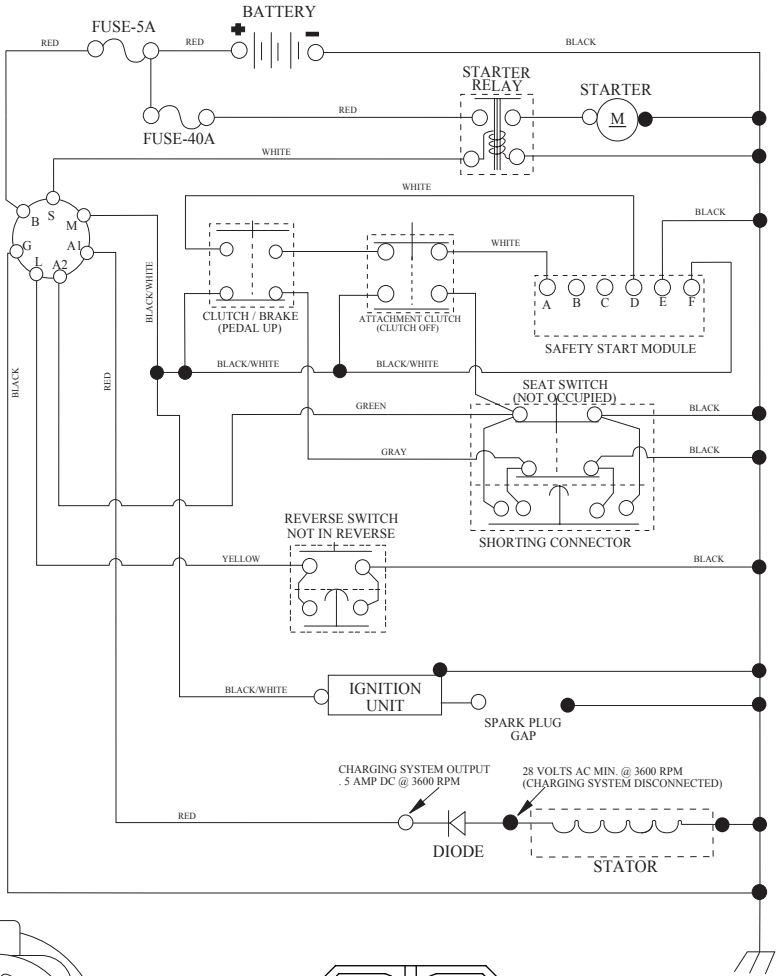 BATTERY
FUSE-5A
RED
RED
BLACK
STARTER
RELAY
STARTER
RED
M
FUSE-40A
WHITE
WHITE
B
S
M
BLACK
G
A1
WHITE
L
A2
A
B
C
D
E
F
BLACK/WHITE
CLUTCH / BRAKE
(PEDAL UP)
ATTACHMENT CLUTCH
(CLUTCH OFF)
SAFETY START MODULE
BLACK/WHITE
BLACK/WHITE
BLACK
RED
SEAT SWITCH
(NOT OCCUPIED)
GREEN
BLACK
GRAY
BLACK
REVERSE SWITCH
NOT IN REVERSE
SHORTING CONNECTOR
YELLOW
BLACK
BLACK/WHITE
IGNITION
UNIT
SPARK PLUG
GAP
CHARGING SYSTEM OUTPUT
. 5 AMP DC @ 3600 RPM
28 VOLTS AC MIN. @ 3600 RPM
(CHARGING SYSTEM DISCONNECTED)
RED
DIODE
STATOR